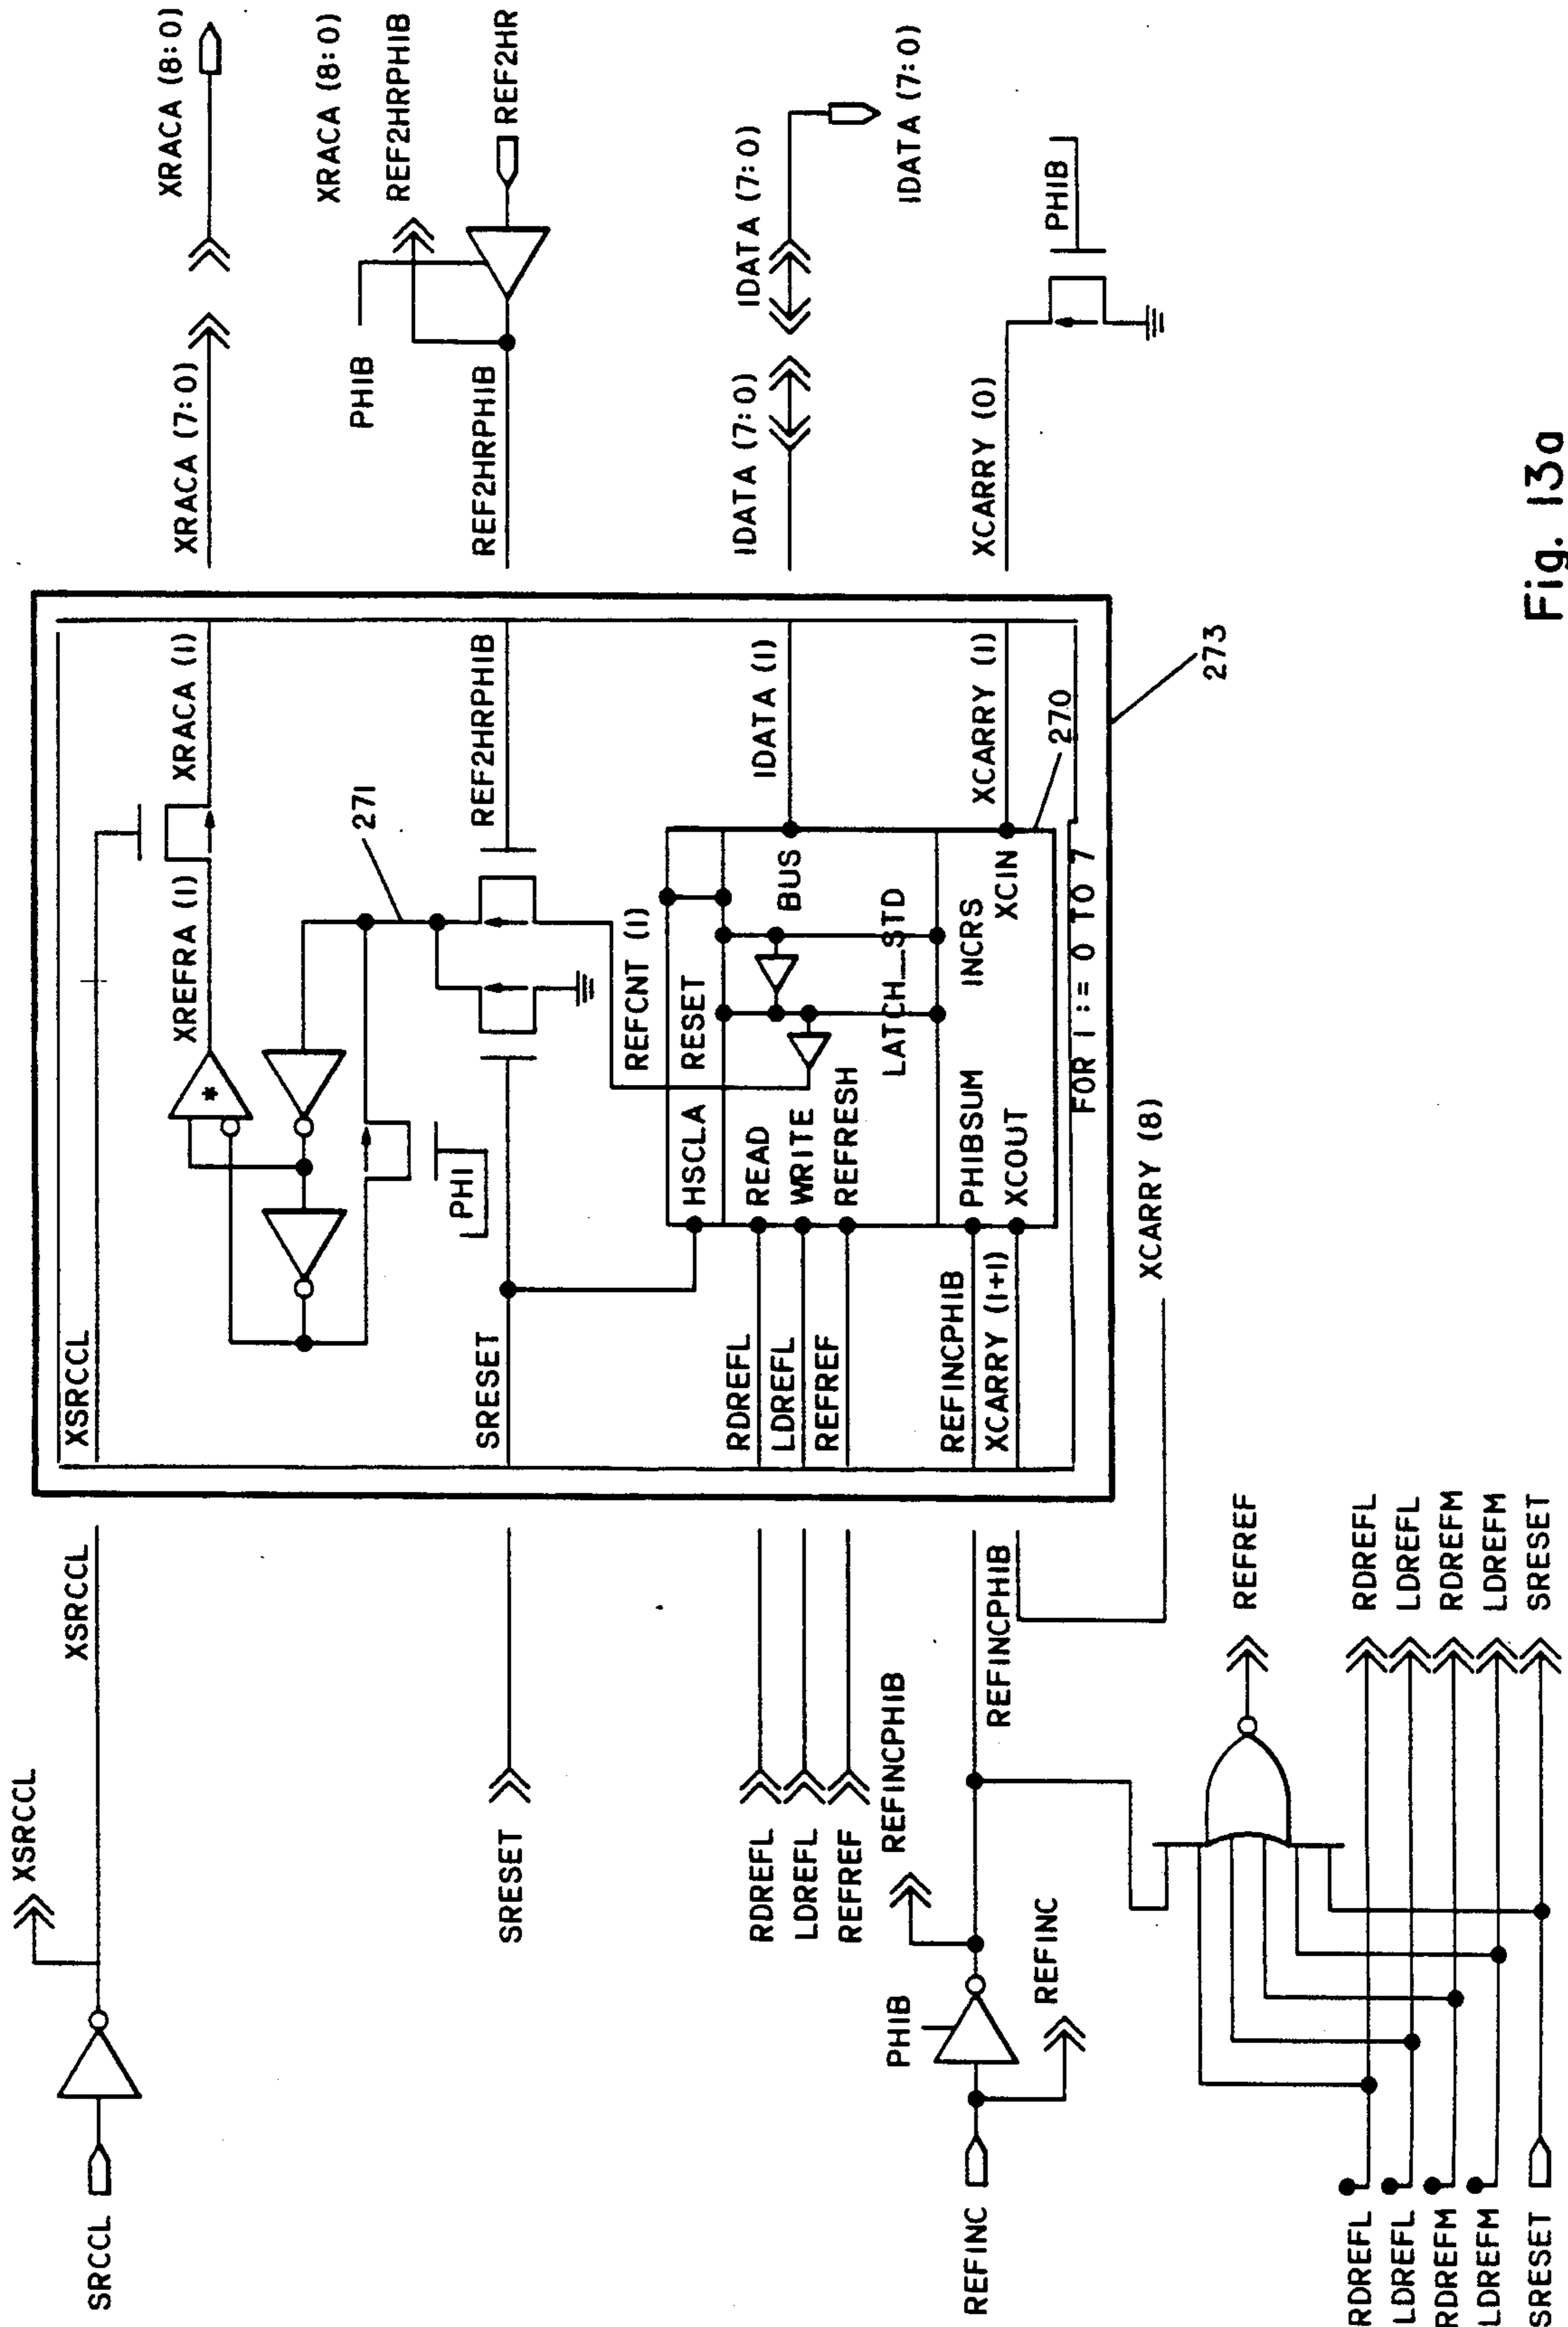 XRACA (8:0)
XRACA (8:0)
REF2HRPHIB
REF2HR
IDATA (7:0)
IDATA (7:0)
PHIB
XRACA (7:0)
PHIB
REF2HRPHIB
IDATA (7:0)
XCARRY (0)
Fig. 13a
XRACA (I)
REF2HRPHIB
IDATA (I)
XCARRY (I)
273
270
271
XREFRA (I)
*
PHI
REFCNT (I)
HSCLA
RESET
READ
WRITE
REFRESH
BUS
LATCH_STD
PHIBSUM
INCRS
XCOUT
XCIN
FOR I := 0 TO 7
XSRCCL
SRESET
RDREFL
LDREFL
REFREF
REFINCPHIB
XCARRY (I+I)
XCARRY (8)
XSRCCL
XSRCCL
SRCCL
SRESET
RDREFL
LDREFL
REFREF
REFINCPHIB
REFINCPHIB
PHIB
REFINC
REFINC
REFREF
RDREFL
LDREFL
RDREFM
LDREFM
SRESET
RDREFL
LDREFL
RDREFM
LDREFM
SRESET